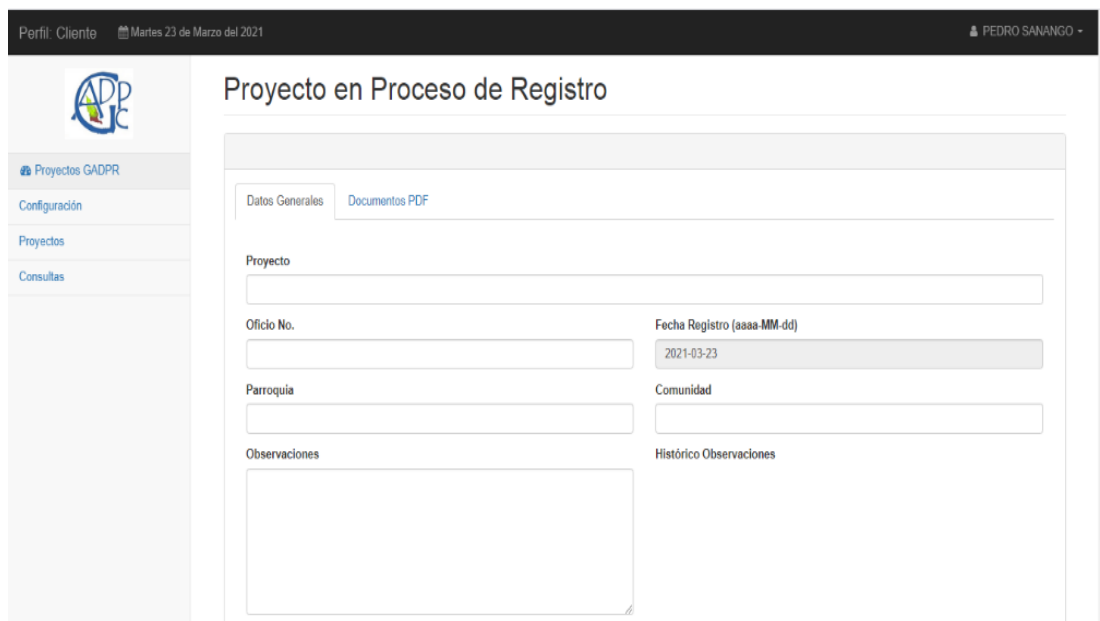 Perfil: Cliente Martes 23 de Marzo del 2021 PEDRO SANANGO
Proyectos GADPR
Configuración
Proyectos
Consultas
Proyecto en Proceso de Registro
Datos Generales Documentos PDF
Proyecto
Oficio No. Fecha Registro (aaaa-MM-dd)
2021-03-23
Parroquia Comunidad
Observaciones Histórico Observaciones